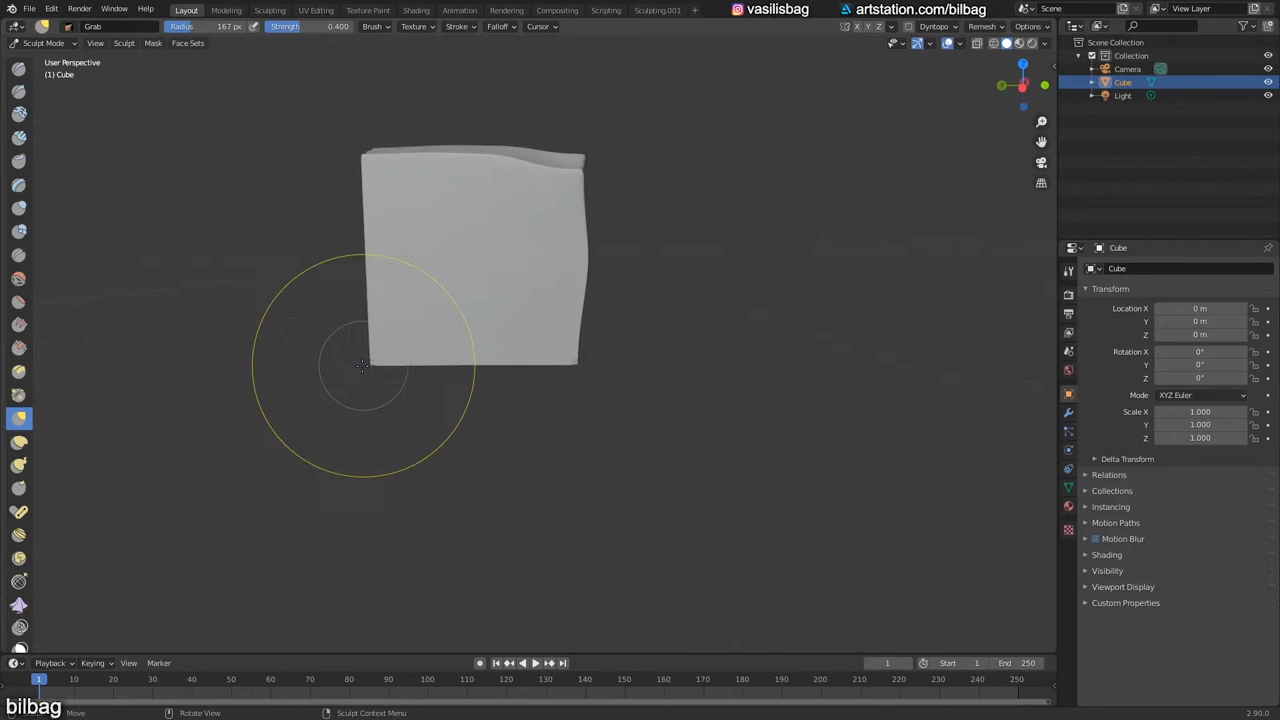 File Edit Render Window Help Layout Modeling Sculpting UV Editing Texture Paint Shading Animation Rendering Compositing Scripting Sculpting.001 vasilisbag artstation.com/bilbag Scene View Layer
Grab Radius 167 px Strength 0.400 Brush Texture Stroke Falloff Cursor X Y Z Dyntopo Remesh Options
Sculpt Mode View Sculpt Mask Face Sets
Scene Collection
Collection
Camera
Cube
Light
User Perspective
(1) Cube
Z
Y
Cube
Cube
Transform
Location X 0 m
Y 0 m
Z 0 m
Rotation X 0°
Y 0°
Z 0°
Mode XYZ Euler
Scale X 1.000
Y 1.000
Z 1.000
Delta Transform
Relations
Collections
Instancing
Motion Paths
Motion Blur
Shading
Visibility
Viewport Display
Custom Properties
Playback Keying View Marker 1 Start 1 End 250
1 10 20 30 40 50 60 70 80 90 100 110 120 130 140 150 160 170 180 190 200 210 220 230 240 250
bilbag Move Rotate View Sculpt Context Menu 2.90.0